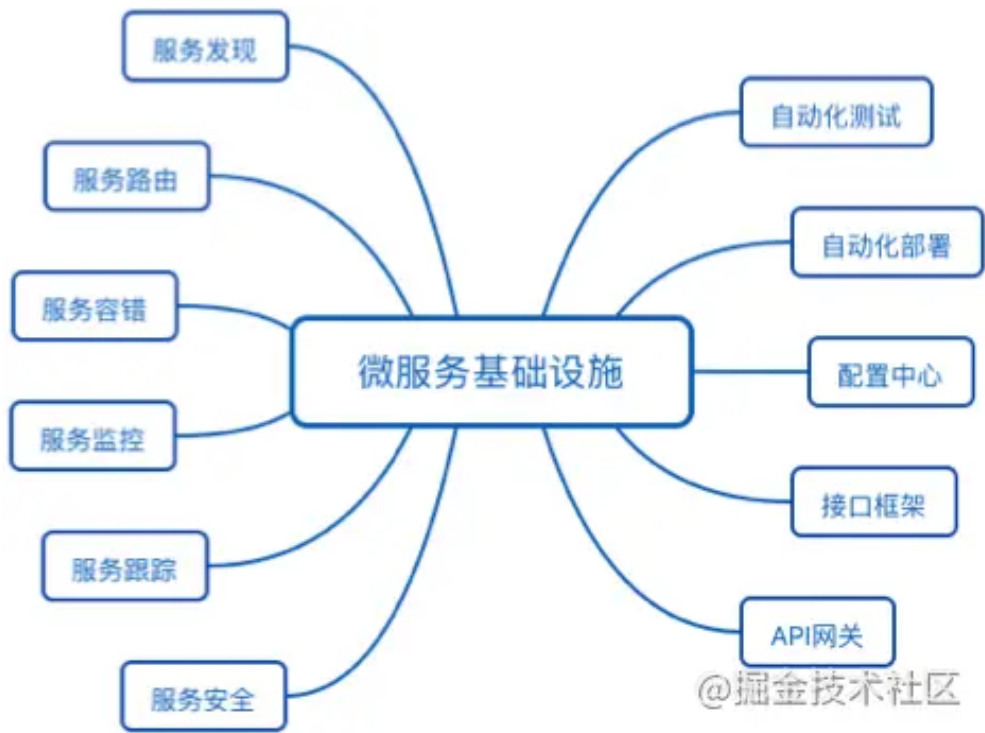 服务发现
服务路由
服务容错
服务监控
服务跟踪
服务安全
微服务基础设施
自动化测试
自动化部署
配置中心
接口框架
API网关
@掘金技术社区